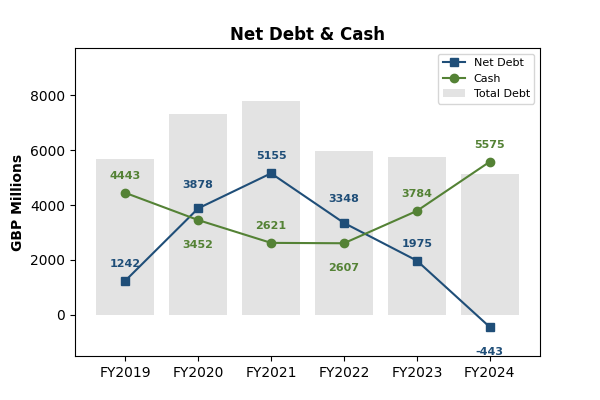 Net Debt & Cash
GBP Millions
8000
6000
4000
2000
0
Net Debt
Cash
Total Debt
4443
1242
3878
3452
5155
2621
3348
2607
3784
1975
5575
-443
FY2019 FY2020 FY2021 FY2022 FY2023 FY2024